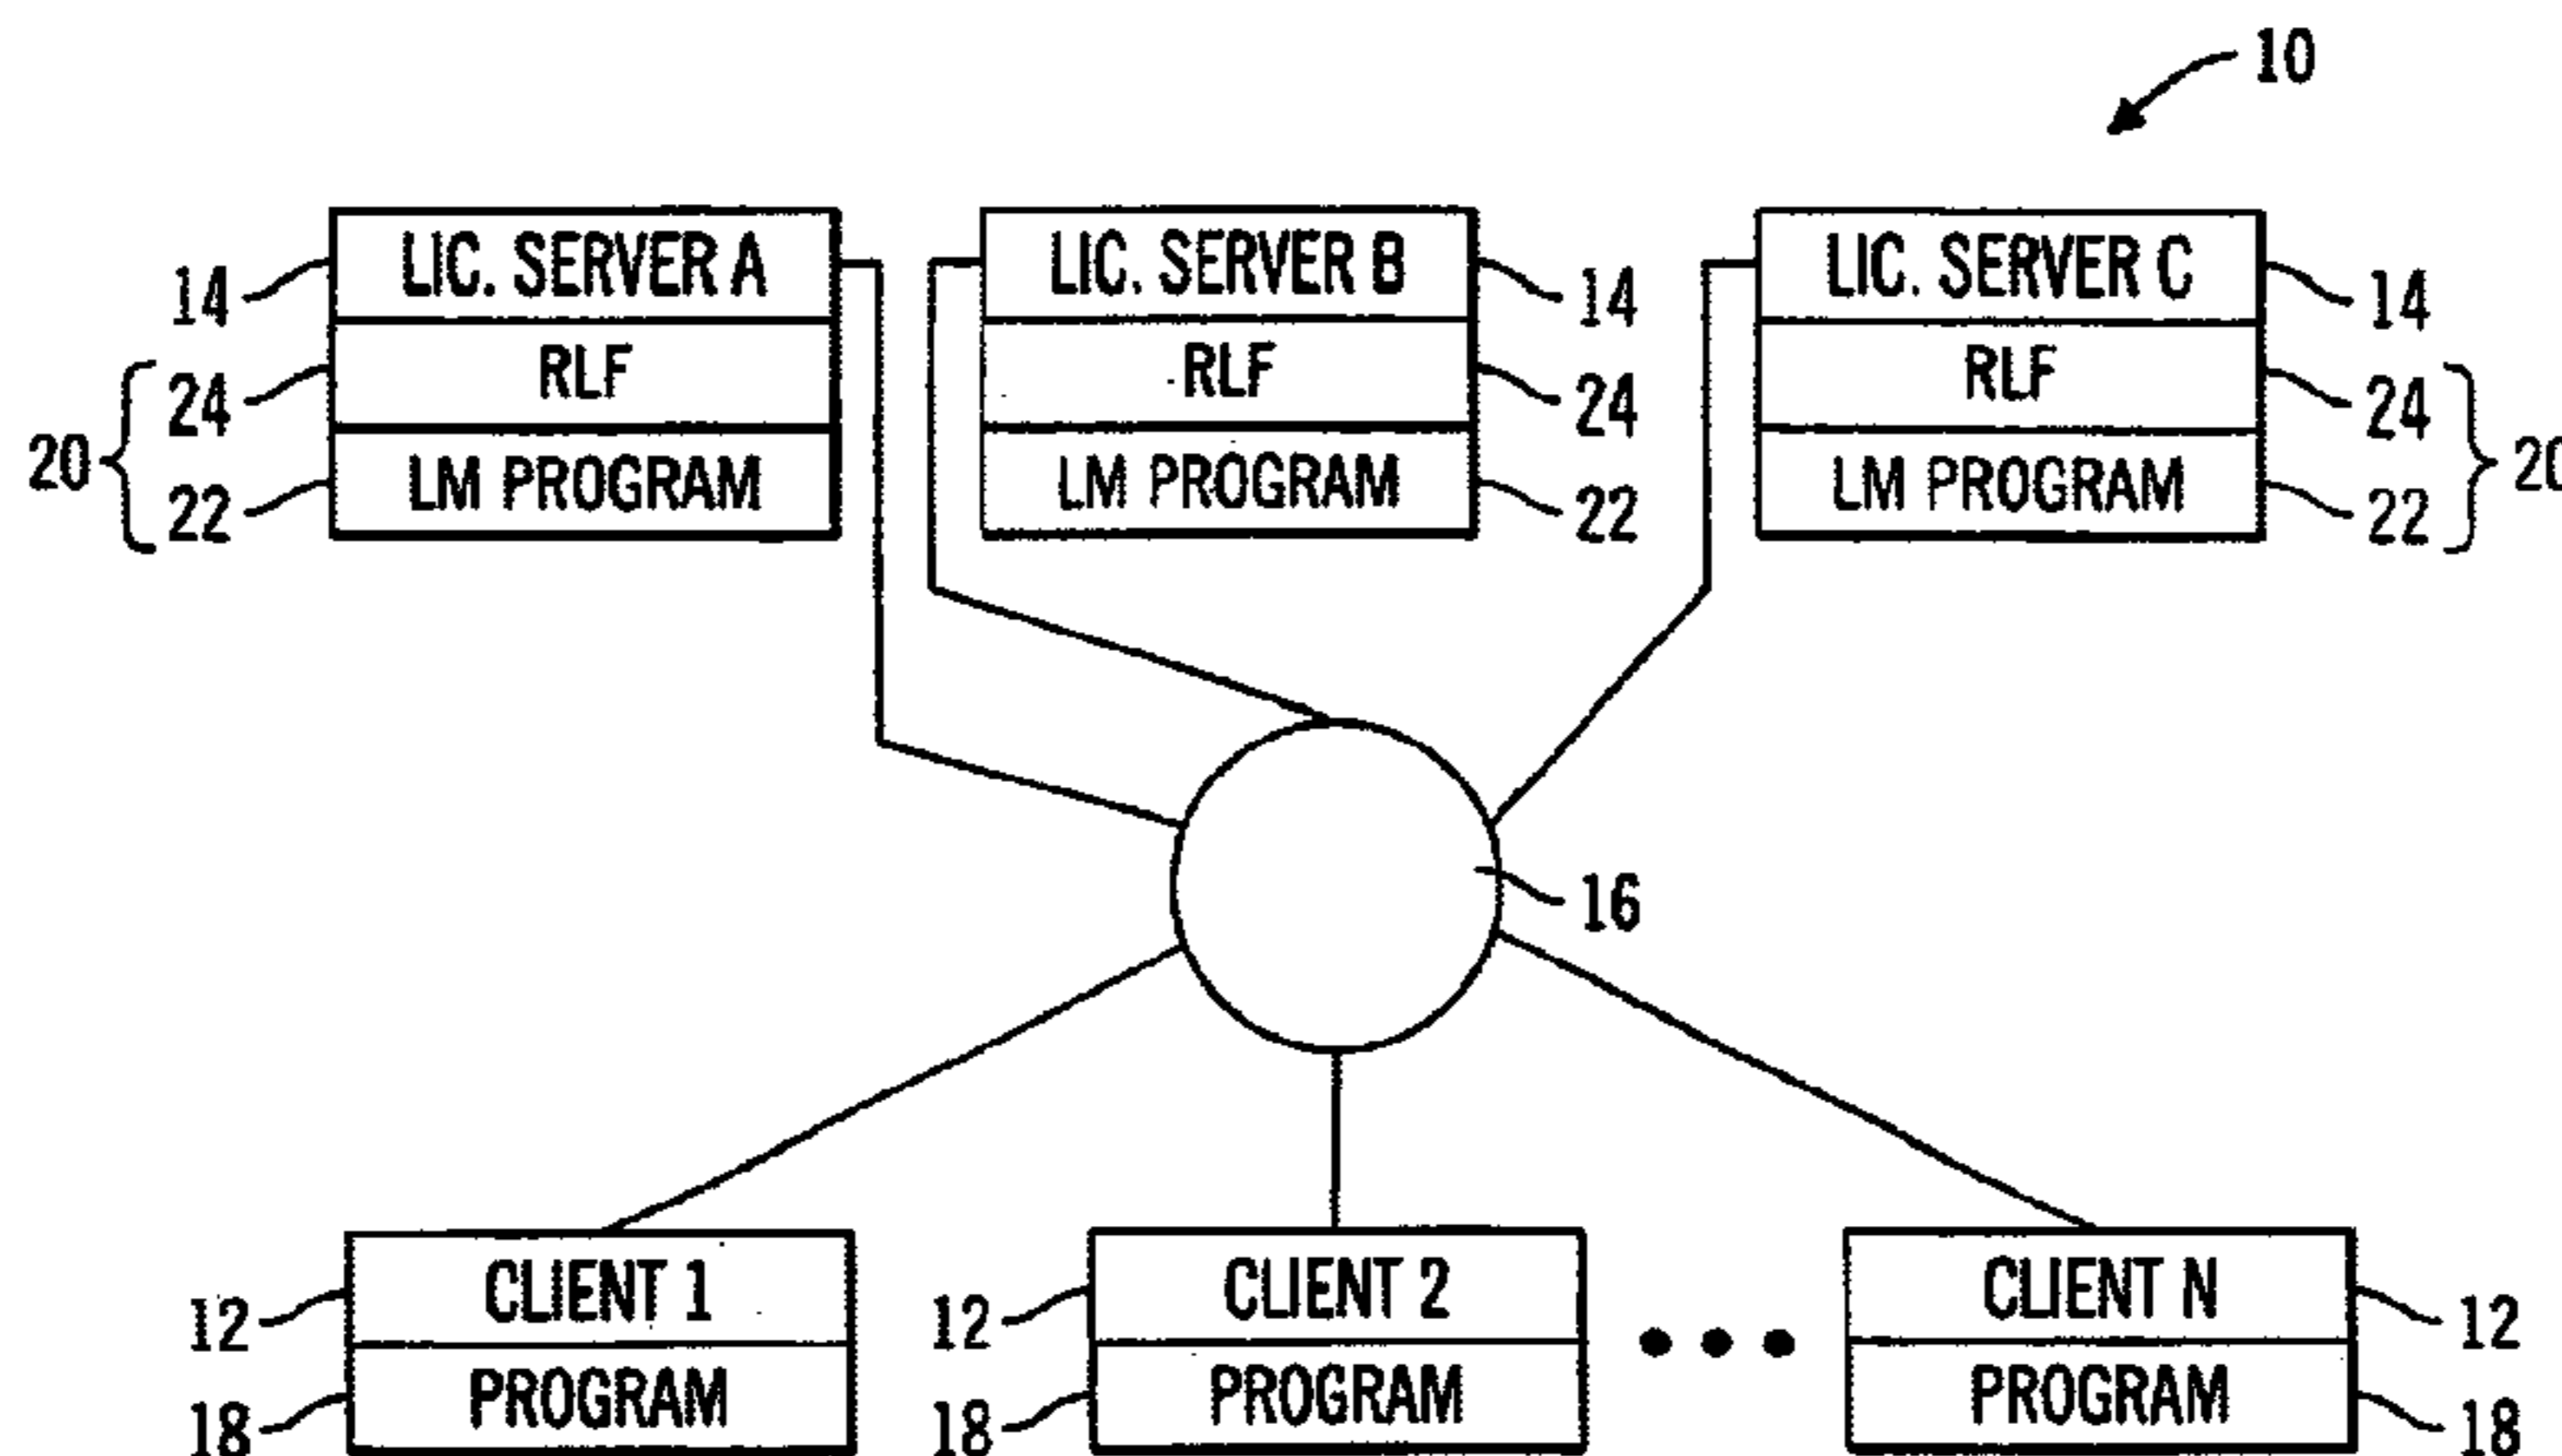 10
LIC. SERVER A
LIC. SERVER B
LIC. SERVER C
14
14
14
RLF
RLF
RLF
24
24
24
20
20
LM PROGRAM
LM PROGRAM
LM PROGRAM
22
22
22
16
CLIENT 1
CLIENT 2
CLIENT N
12
12
12
PROGRAM
PROGRAM
PROGRAM
18
18
18